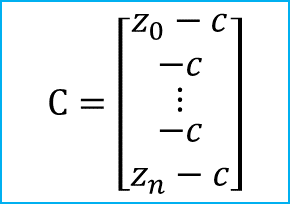 z₀ − c
−c
C = ⋮
−c
zₙ − c